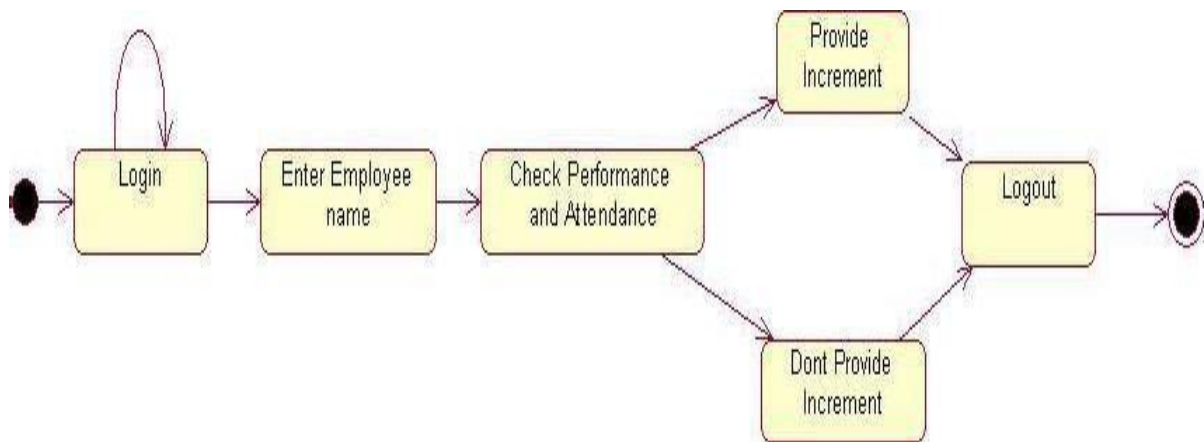 Login
Enter Employee
name
Check Performance
and Attendance
Provide
Increment
Dont Provide
Increment
Logout